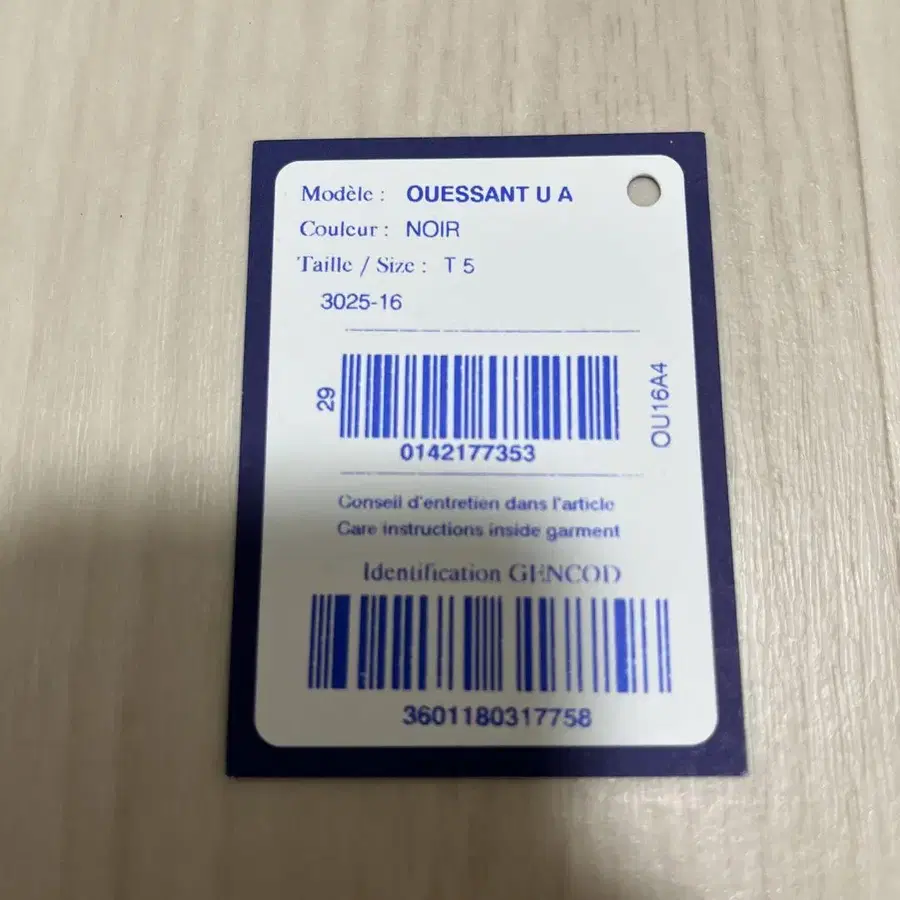 Modèle : OUESSANT U A
Couleur : NOIR
Taille / Size : T 5
3025-16
29
OU16A4
0142177353
Conseil d'entretien dans l'article
Care instructions inside garment
Identification GENCOD
3601180317758